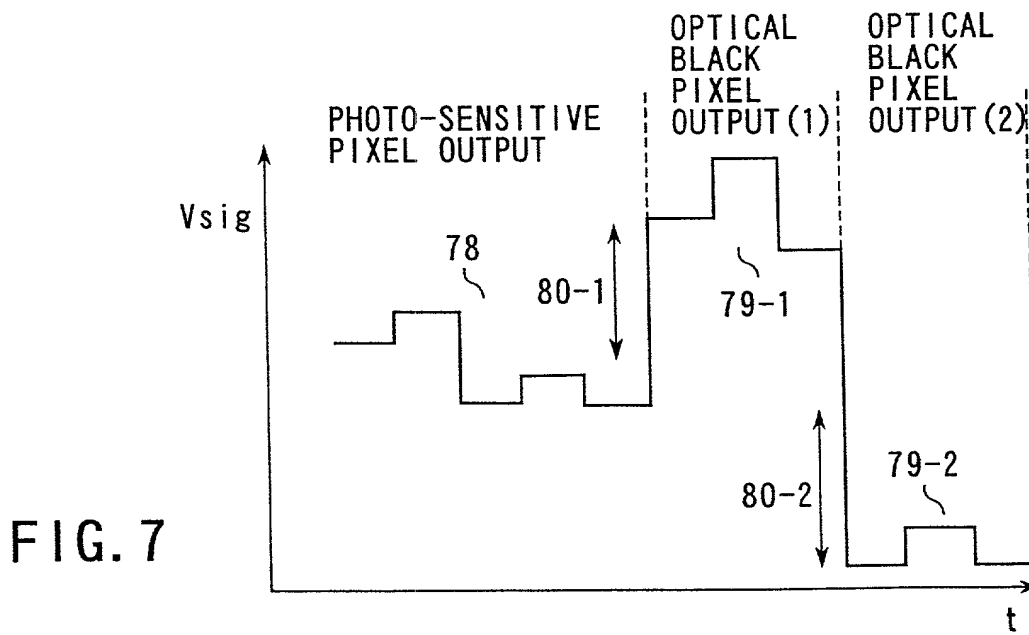 OPTICAL
BLACK
PIXEL
OUTPUT(1)
OPTICAL
BLACK
PIXEL
OUTPUT(2)
PHOTO-SENSITIVE
PIXEL OUTPUT
Vsig
78
80-1
79-1
80-2
79-2
FIG. 7
t